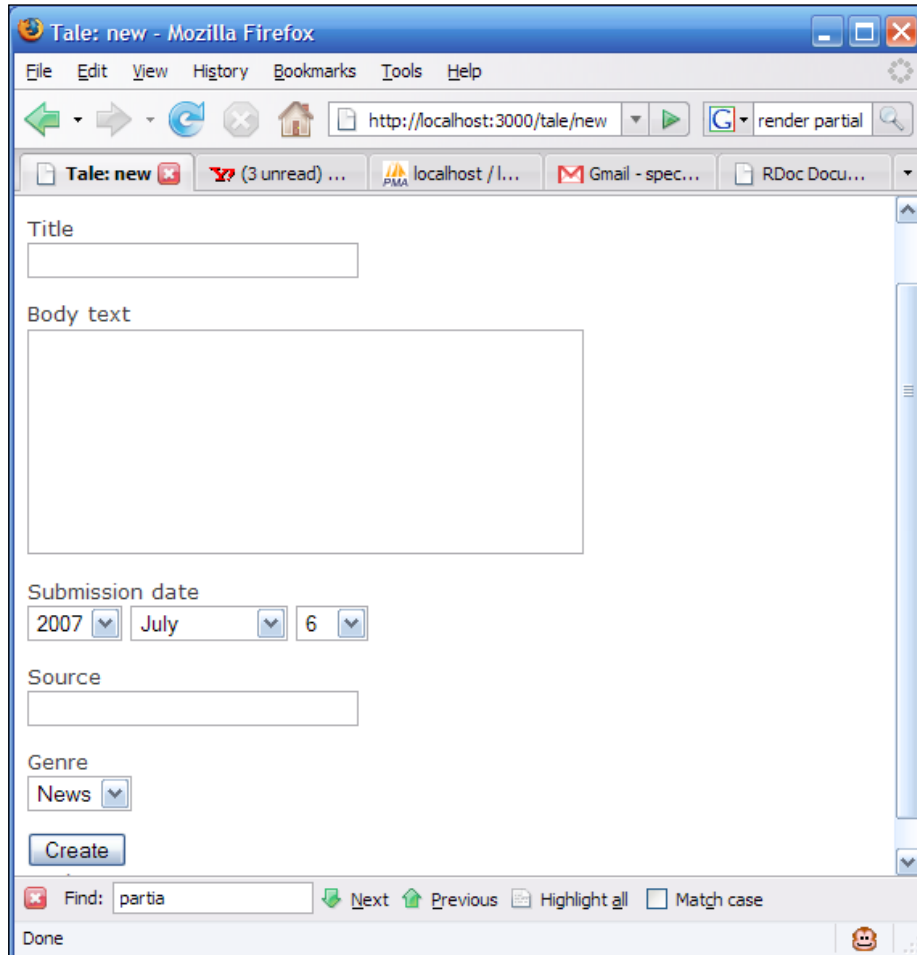 Tale: new - Mozilla Firefox
File Edit View History Bookmarks Tools Help
http://localhost:3000/tale/new G render partial
Tale: new Y! (3 unread) ... PMA localhost / l... Gmail - spec... RDoc Docu...
Title
Body text
Submission date
2007 July 6
Source
Genre
News
Create
Find: partia Next Previous Highlight all Match case
Done